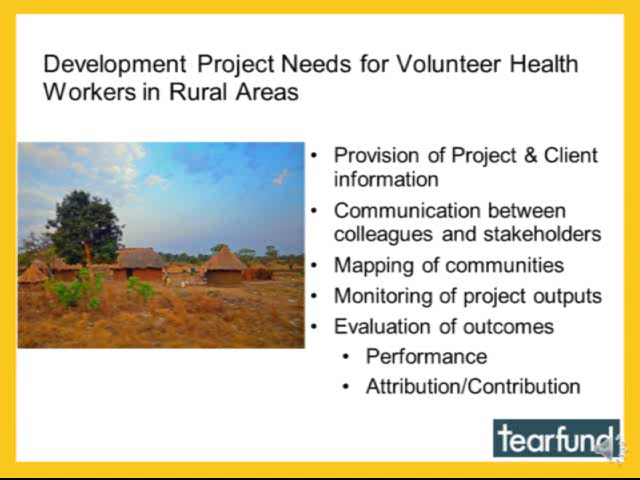 Development Project Needs for Volunteer Health
Workers in Rural Areas
• Provision of Project & Client
information
• Communication between
colleagues and stakeholders
• Mapping of communities
• Monitoring of project outputs
• Evaluation of outcomes
• Performance
• Attribution/Contribution
tearfund